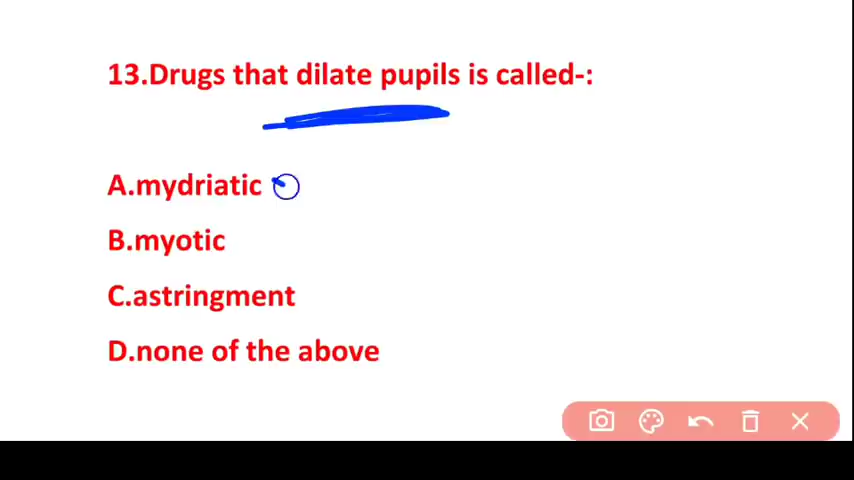 13.Drugs that dilate pupils is called-:
A.mydriatic
B.myotic
C.astringment
D.none of the above